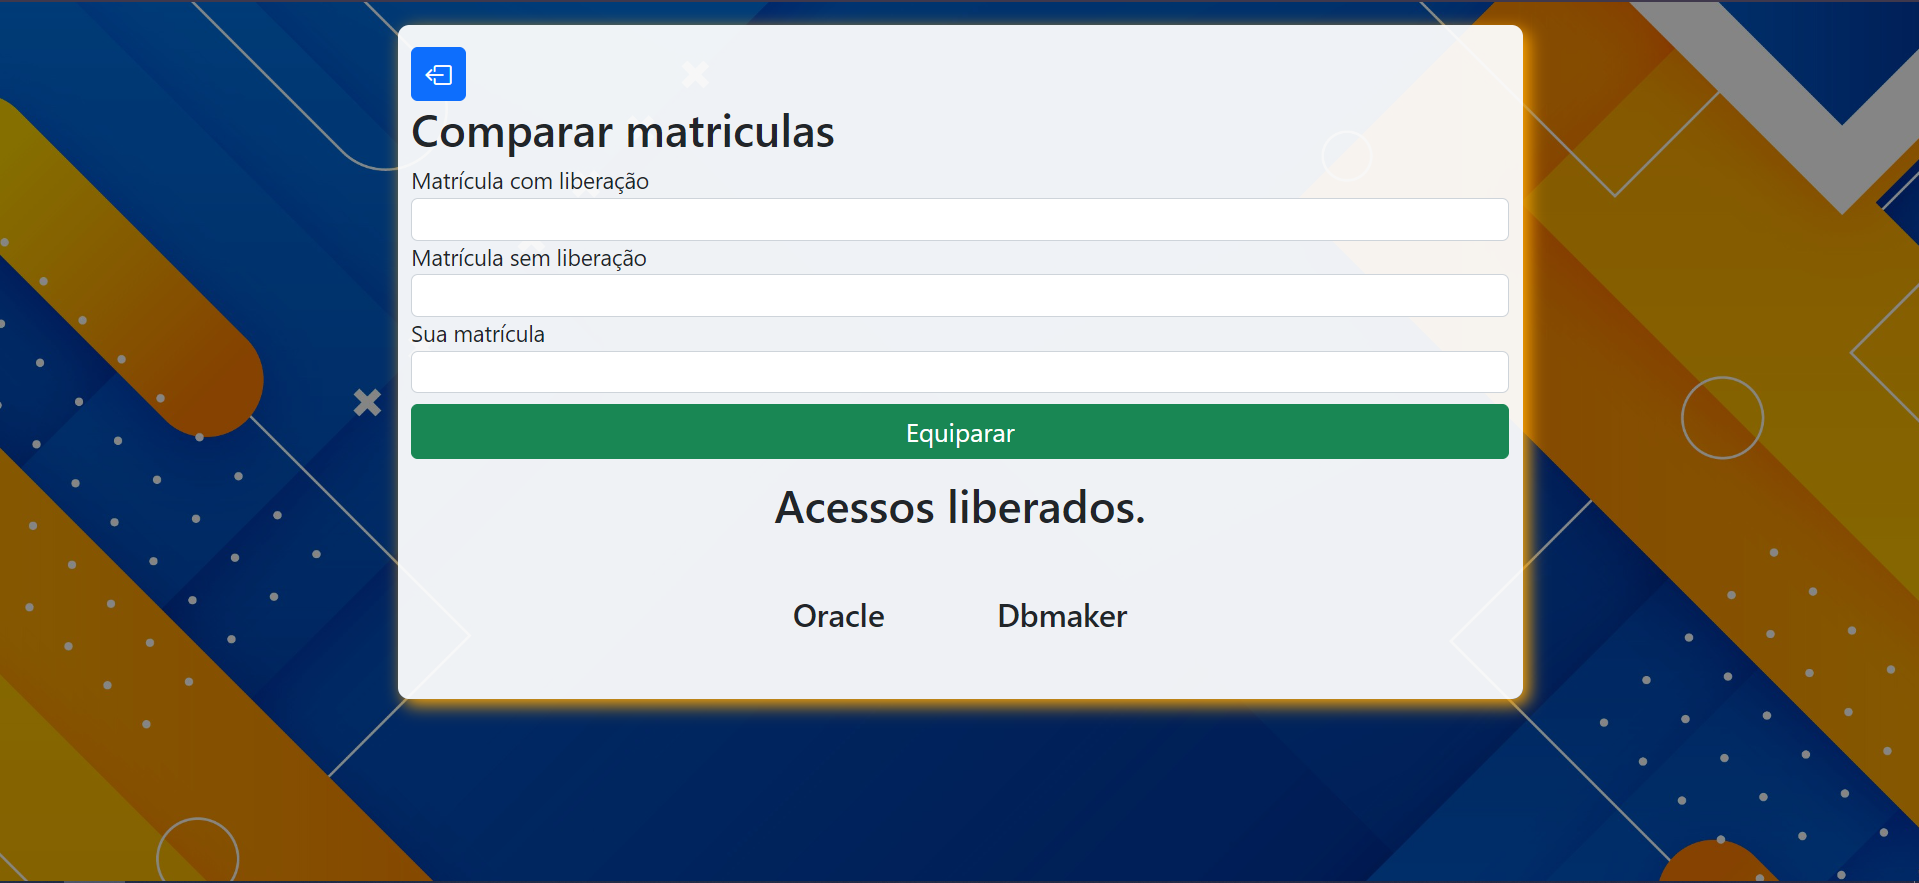 Comparar matriculas
Matrícula com liberação
Matrícula sem liberação
Sua matrícula
Equiparar
Acessos liberados.
Oracle Dbmaker